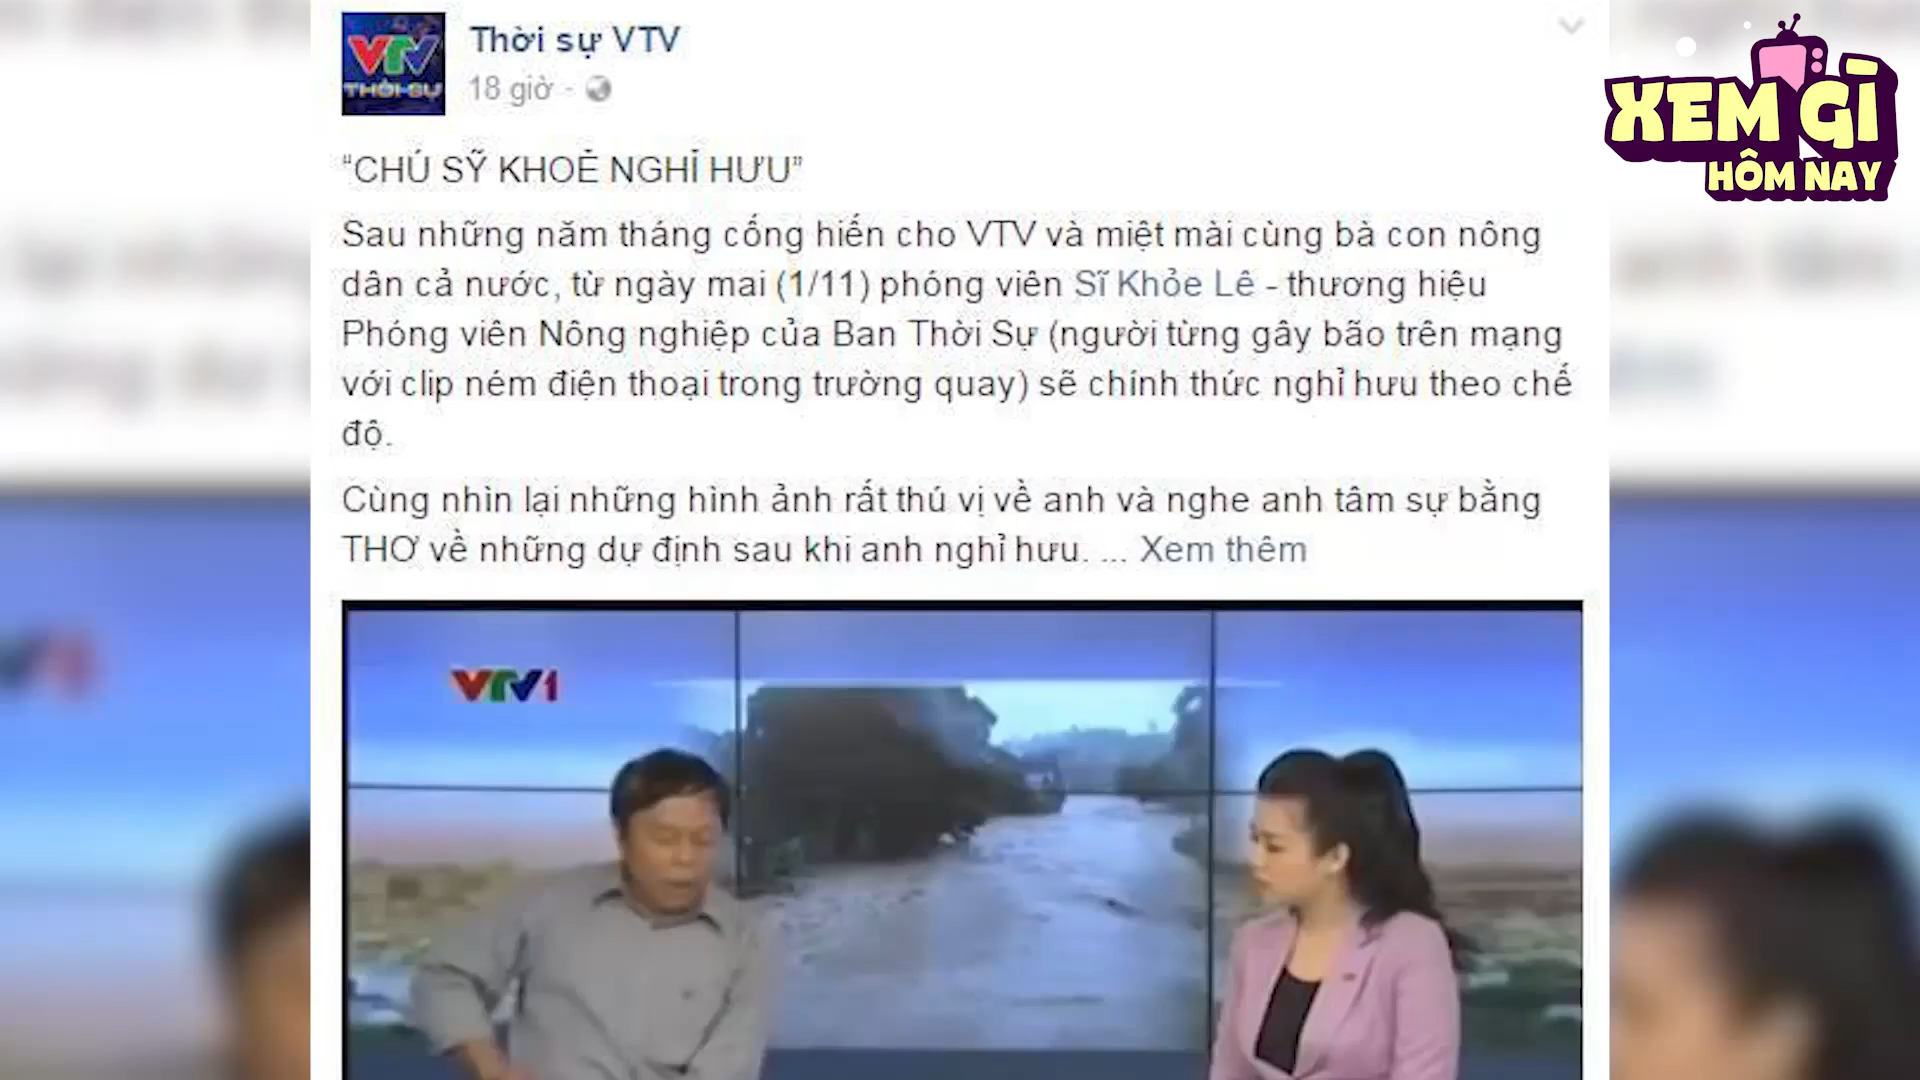 VTV
THỜI SỰ
Thời sự VTV
18 giờ ·
XEM GÌ
HÔM NAY
“CHÚ SỸ KHOẺ NGHỈ HƯU”
Sau những năm tháng cống hiến cho VTV và miệt mài cùng bà con nông
dân cả nước, từ ngày mai (1/11) phóng viên Sĩ Khỏe Lê - thương hiệu
Phóng viên Nông nghiệp của Ban Thời Sự (người từng gây bão trên mạng
với clip ném điện thoại trong trường quay) sẽ chính thức nghỉ hưu theo chế
độ.
Cùng nhìn lại những hình ảnh rất thú vị về anh và nghe anh tâm sự bằng
THƠ về những dự định sau khi anh nghỉ hưu. ... Xem thêm
VTV1